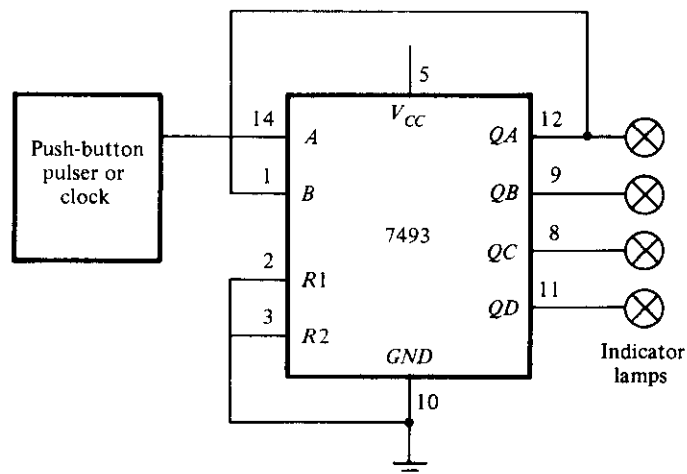 5
14
V_CC
12
Push-button
pulser or
clock
A
QA
1
9
B
QB
7493
8
2
QC
R1
11
3
QD
R2
Indicator
lamps
GND
10